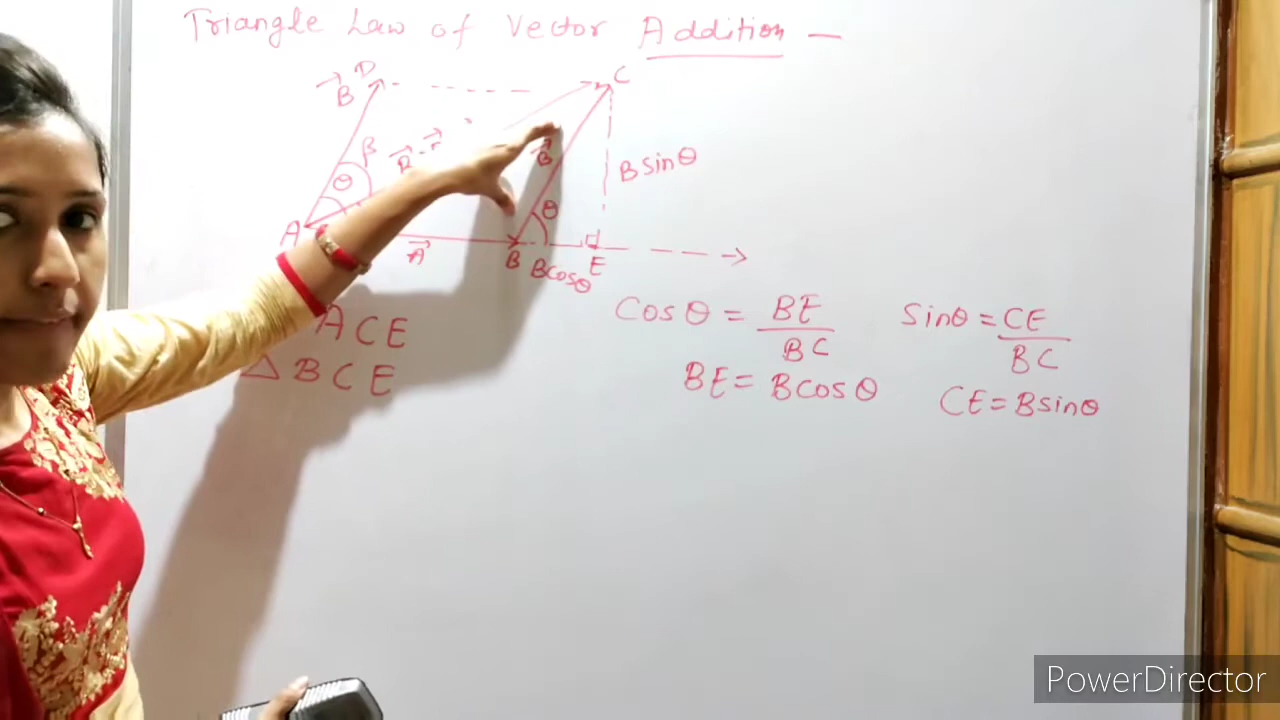 Triangle Law of Vector Addition —
D
C
B
β
θ
R
B
B sinθ
θ
A
A
B
E
Bcosθ
ACE
△ BCE
Cosθ = BE / BC
BE = Bcosθ
Sinθ = CE / BC
CE = Bsinθ
PowerDirector